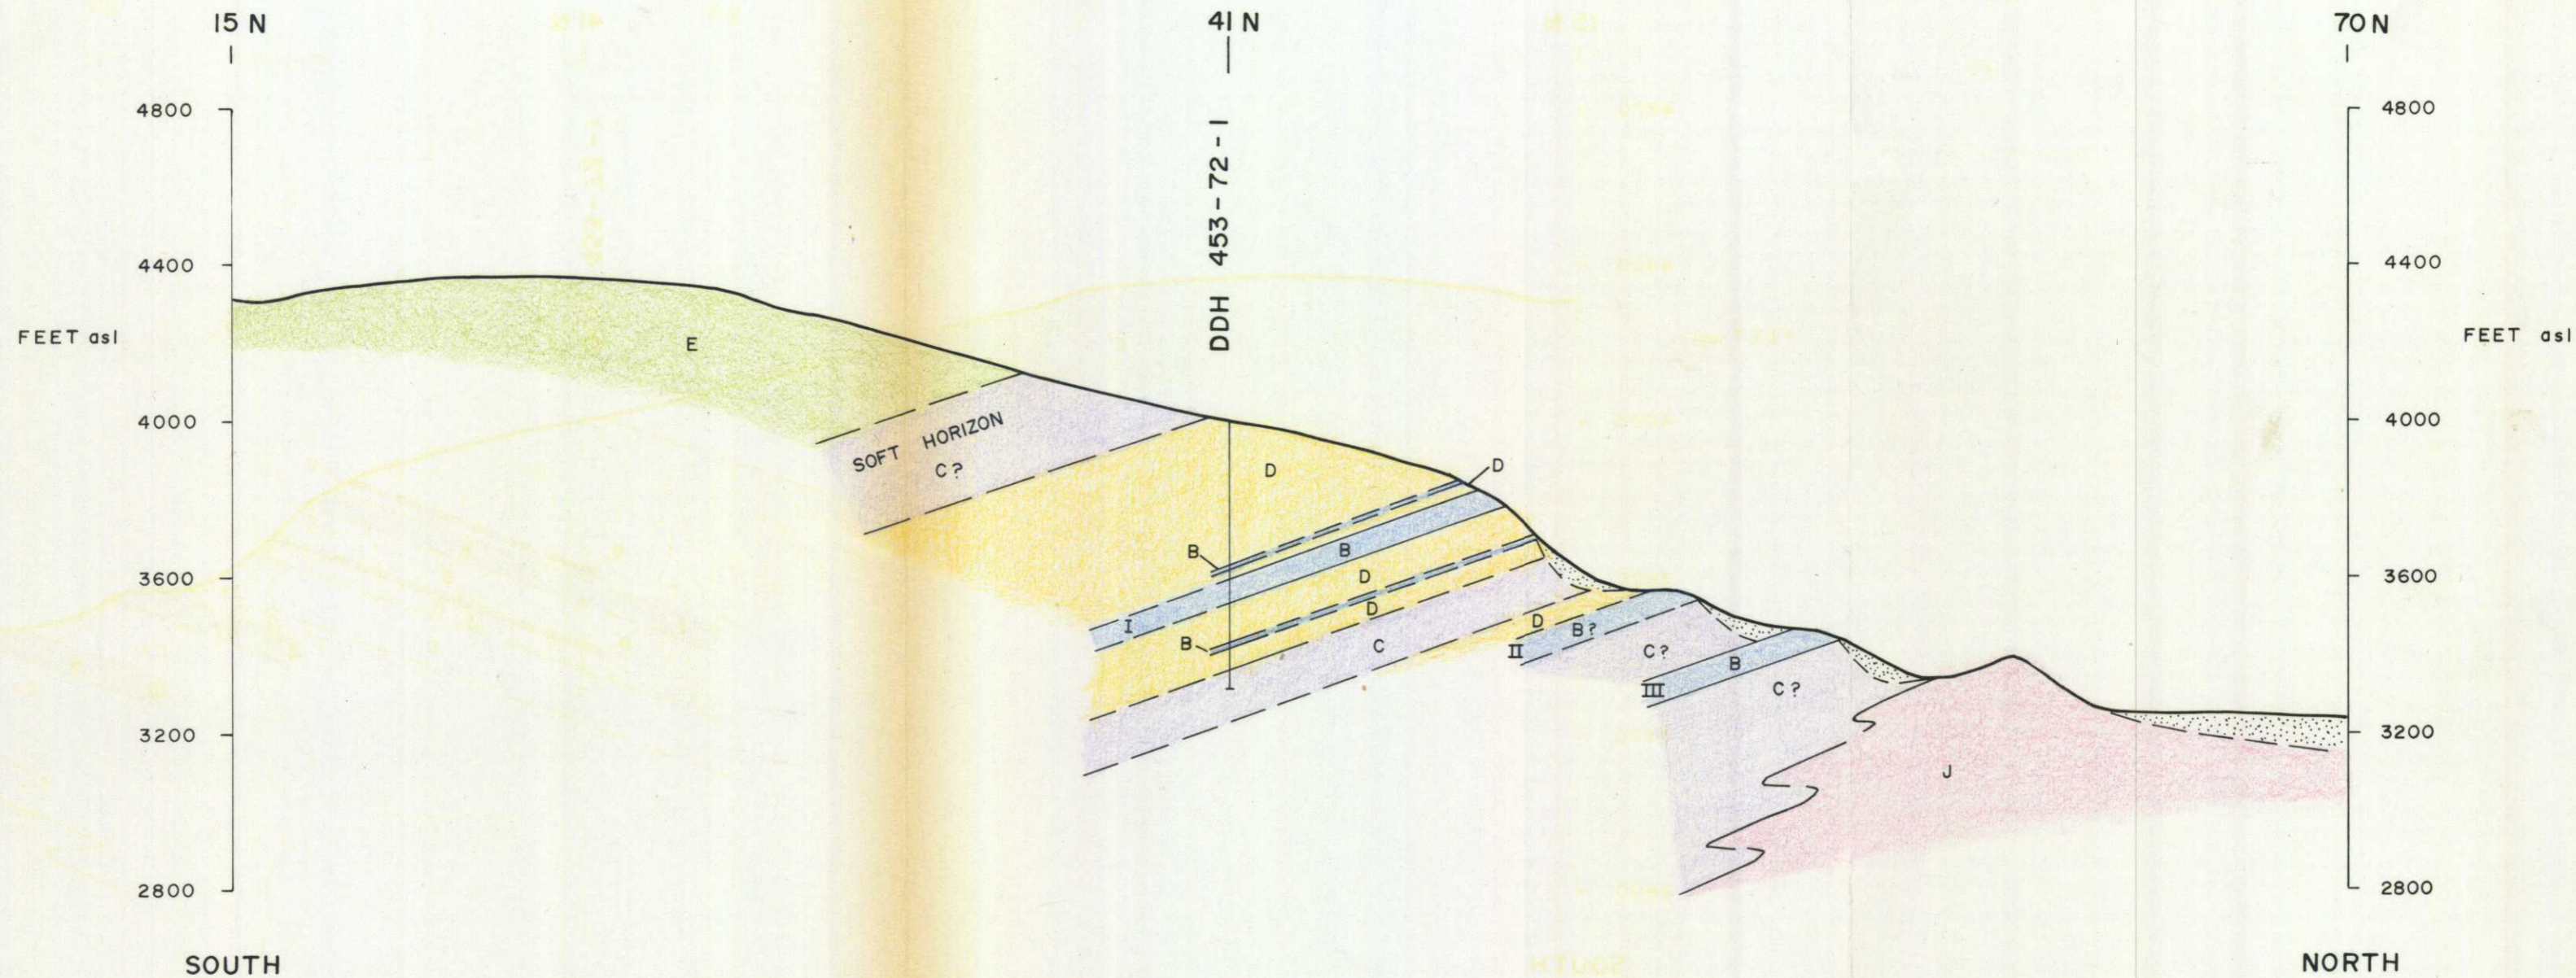 15 N
41 N
70 N
DDH 453-72-1
4800
4800
4400
4400
FEET asl
FEET asl
E
4000
4000
SOFT HORIZON
C?
D
D
B
B
3600
3600
D
D
I
B
C
D
B?
II
C?
B
III
C?
3200
3200
J
2800
2800
SOUTH
NORTH